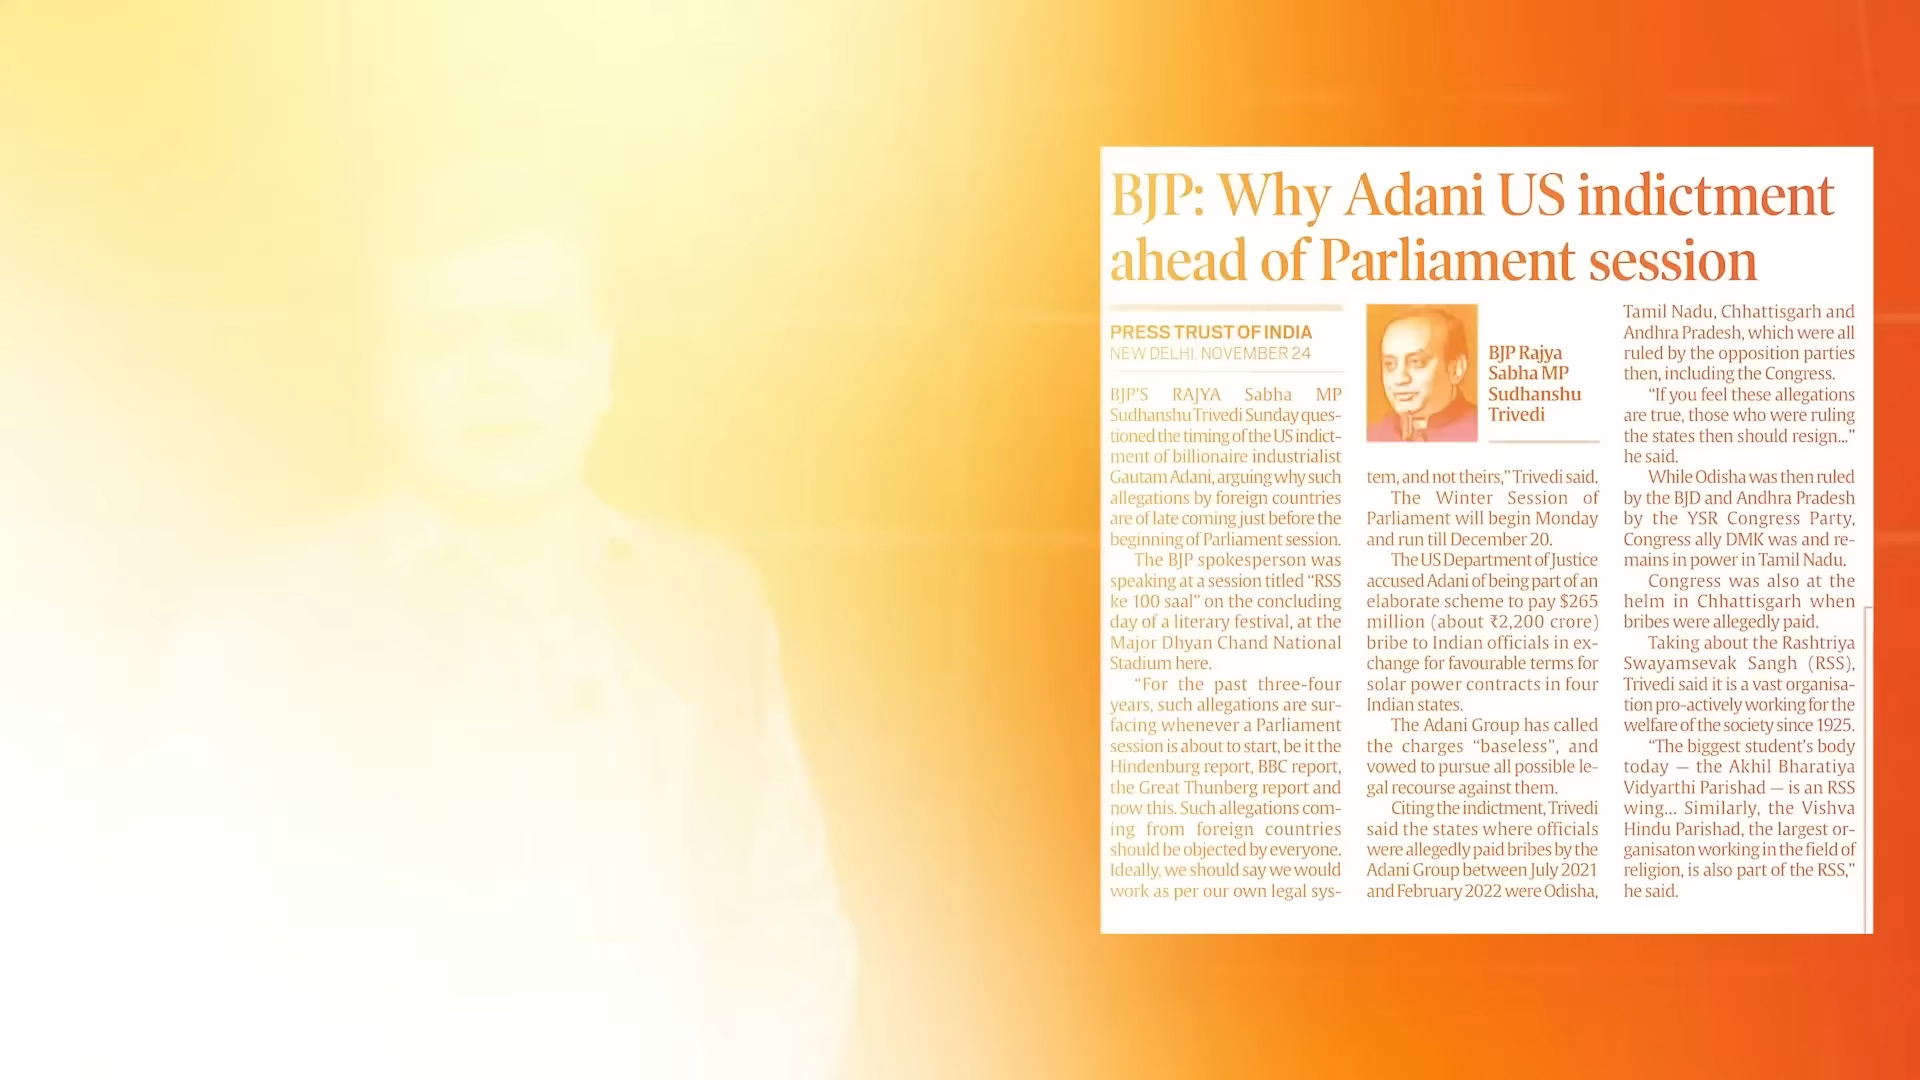 BJP: Why Adani US indictment
ahead of Parliament session
PRESS TRUST OF INDIA
NEW DELHI, NOVEMBER 24
BJP'S RAJYA Sabha MP
Sudhanshu Trivedi Sunday ques-
tioned the timing of the US indict-
ment of billionaire industrialist
Gautam Adani, arguing why such
allegations by foreign countries
are of late coming just before the
beginning of Parliament session.
The BJP spokesperson was
speaking at a session titled “RSS
ke 100 saal” on the concluding
day of a literary festival, at the
Major Dhyan Chand National
Stadium here.
“For the past three-four
years, such allegations are sur-
facing whenever a Parliament
session is about to start, be it the
Hindenburg report, BBC report,
the Great Thunberg report and
now this. Such allegations com-
ing from foreign countries
should be objected by everyone.
Ideally, we should say we would
work as per our own legal sys-
BJP Rajya
Sabha MP
Sudhanshu
Trivedi
tem, and not theirs,” Trivedi said.
The Winter Session of
Parliament will begin Monday
and run till December 20.
The US Department of Justice
accused Adani of being part of an
elaborate scheme to pay $265
million (about ₹2,200 crore)
bribe to Indian officials in ex-
change for favourable terms for
solar power contracts in four
Indian states.
The Adani Group has called
the charges “baseless”, and
vowed to pursue all possible le-
gal recourse against them.
Citing the indictment, Trivedi
said the states where officials
were allegedly paid bribes by the
Adani Group between July 2021
and February 2022 were Odisha,
Tamil Nadu, Chhattisgarh and
Andhra Pradesh, which were all
ruled by the opposition parties
then, including the Congress.
“If you feel these allegations
are true, those who were ruling
the states then should resign...”
he said.
While Odisha was then ruled
by the BJD and Andhra Pradesh
by the YSR Congress Party,
Congress ally DMK was and re-
mains in power in Tamil Nadu.
Congress was also at the
helm in Chhattisgarh when
bribes were allegedly paid.
Taking about the Rashtriya
Swayamsevak Sangh (RSS),
Trivedi said it is a vast organisa-
tion pro-actively working for the
welfare of the society since 1925.
“The biggest student's body
today — the Akhil Bharatiya
Vidyarthi Parishad — is an RSS
wing... Similarly, the Vishva
Hindu Parishad, the largest or-
ganisaton working in the field of
religion, is also part of the RSS,”
he said.